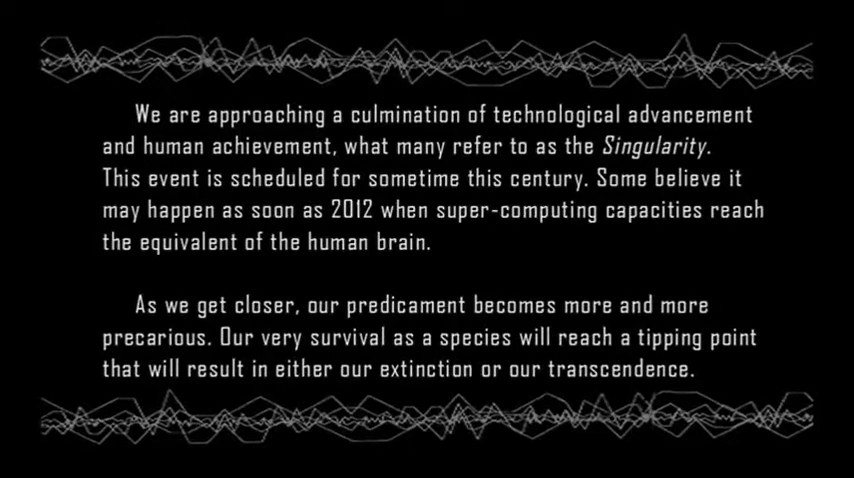 We are approaching a culmination of technological advancement
and human achievement, what many refer to as the Singularity.
This event is scheduled for sometime this century. Some believe it
may happen as soon as 2012 when super-computing capacities reach
the equivalent of the human brain.
As we get closer, our predicament becomes more and more
precarious. Our very survival as a species will reach a tipping point
that will result in either our extinction or our transcendence.